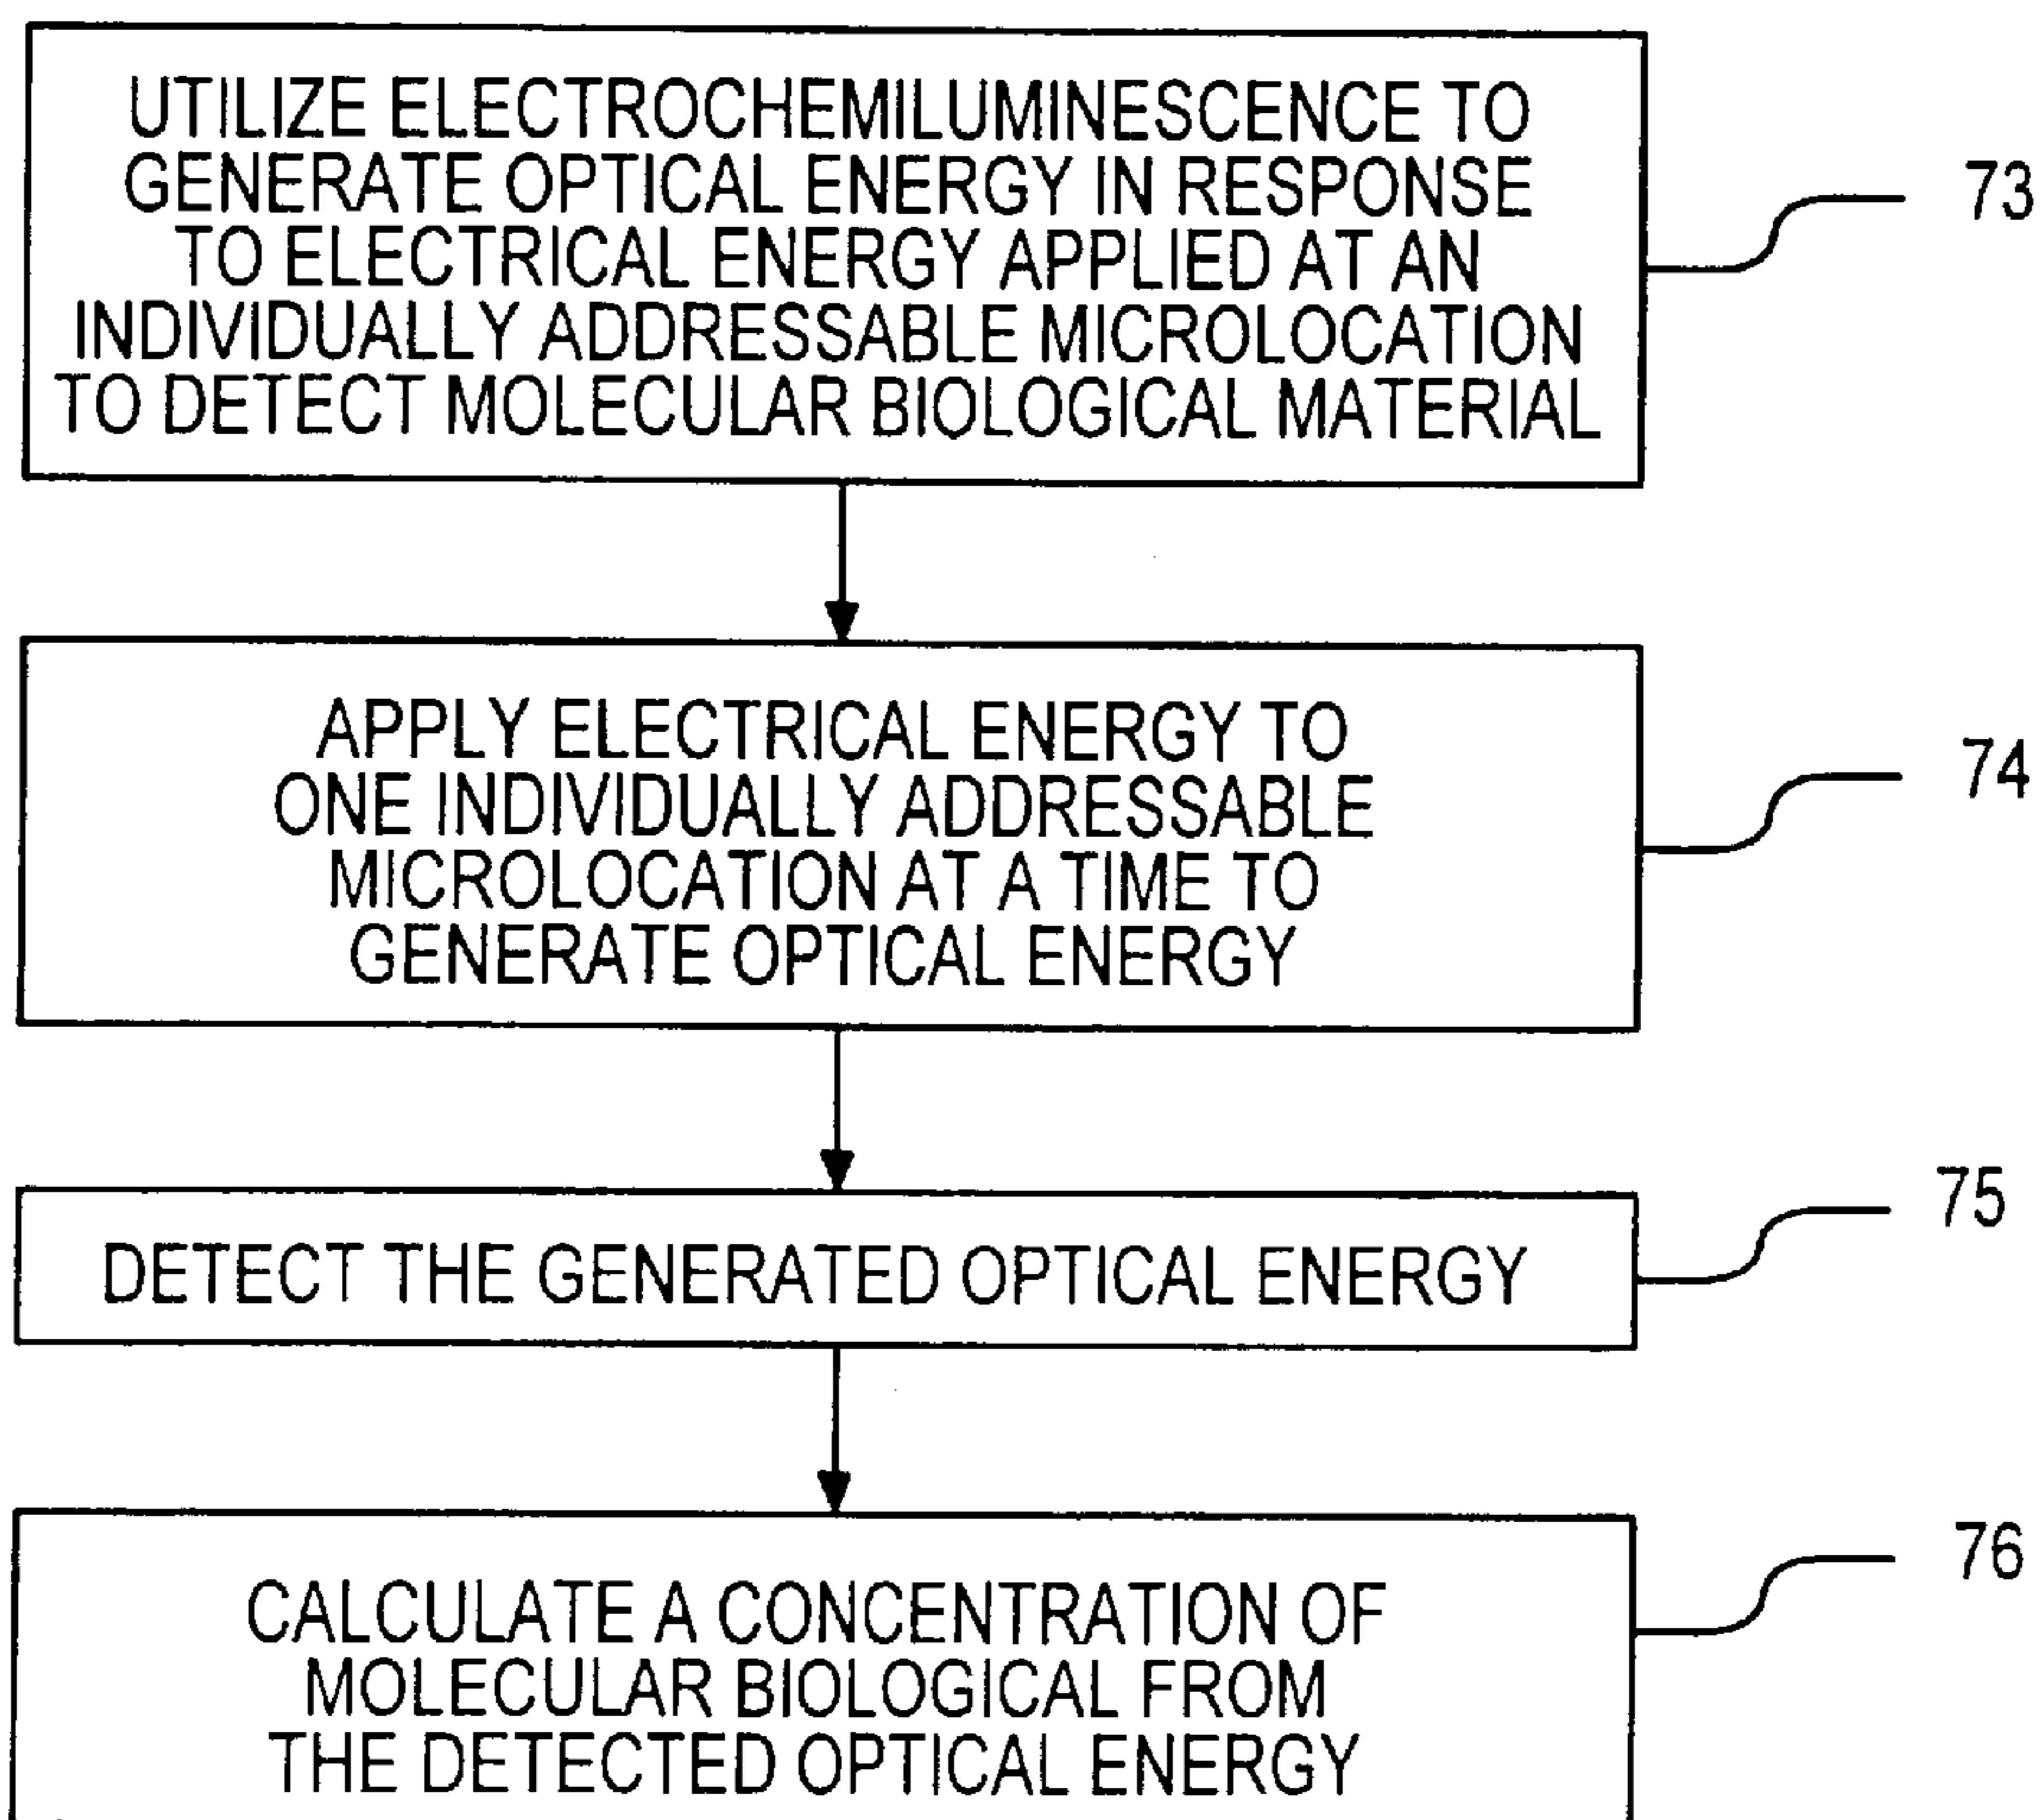 UTILIZE ELECTROCHEMILUMINESCENCE TO
GENERATE OPTICAL ENERGY IN RESPONSE
TO ELECTRICAL ENERGY APPLIED AT AN
INDIVIDUALLY ADDRESSABLE MICROLOCATION
TO DETECT MOLECULAR BIOLOGICAL MATERIAL
73
APPLY ELECTRICAL ENERGY TO
ONE INDIVIDUALLY ADDRESSABLE
MICROLOCATION AT A TIME TO
GENERATE OPTICAL ENERGY
74
DETECT THE GENERATED OPTICAL ENERGY
75
CALCULATE A CONCENTRATION OF
MOLECULAR BIOLOGICAL FROM
THE DETECTED OPTICAL ENERGY
76